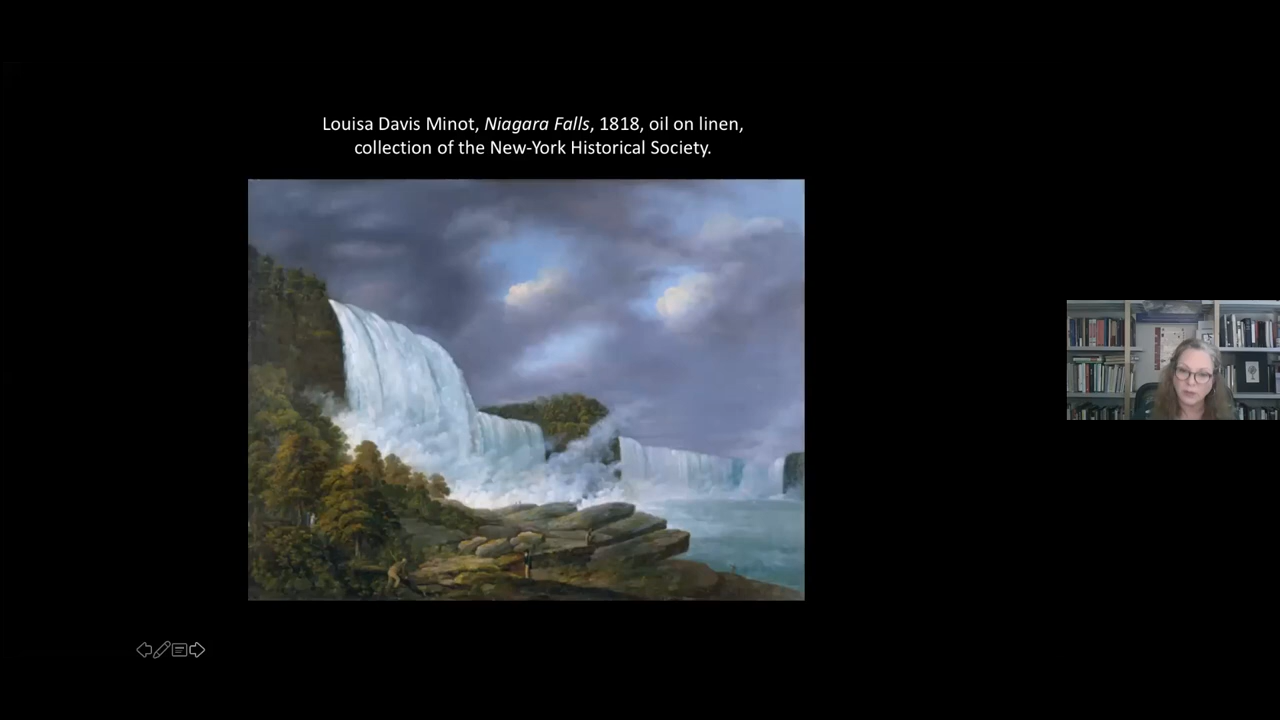 Louisa Davis Minot, Niagara Falls, 1818, oil on linen,
collection of the New-York Historical Society.